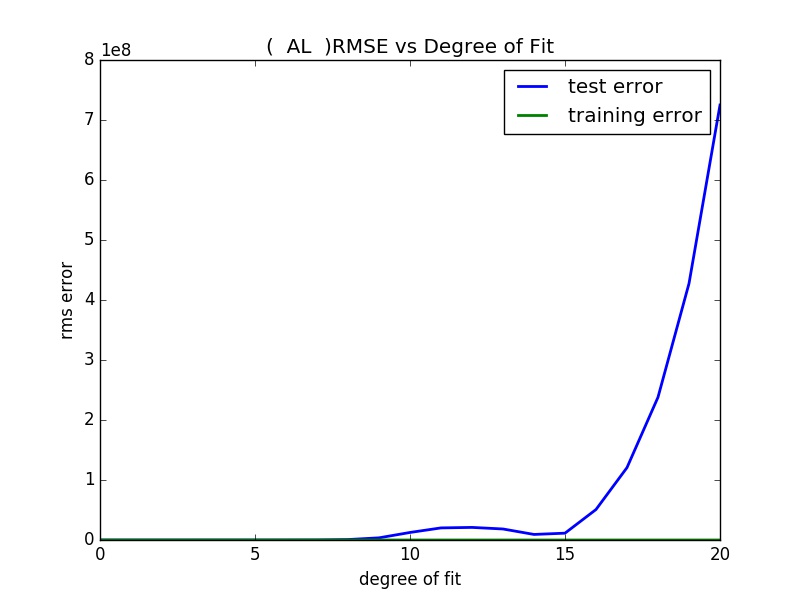 (  AL  )RMSE vs Degree of Fit
1e8
8
7
6
5
4
3
2
1
0
rms error
test error
training error
0 5 10 15 20
degree of fit